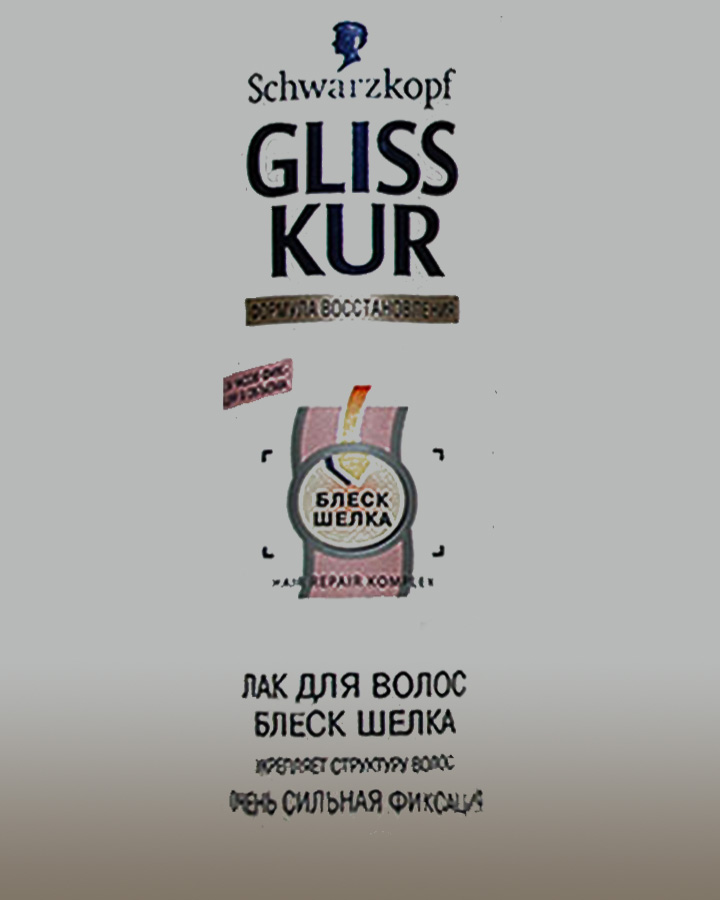 Schwarzkopf
GLISS
KUR
ФОРМУЛА ВОССТАНОВЛЕНИЯ
БЛЕСК
ШЕЛКА
HAIR REPAIR KOMPLEX
ЛАК ДЛЯ ВОЛОС
БЛЕСК ШЕЛКА
УКРЕПЛЯЕТ СТРУКТУРУ ВОЛОС
ОЧЕНЬ СИЛЬНАЯ ФИКСАЦИЯ